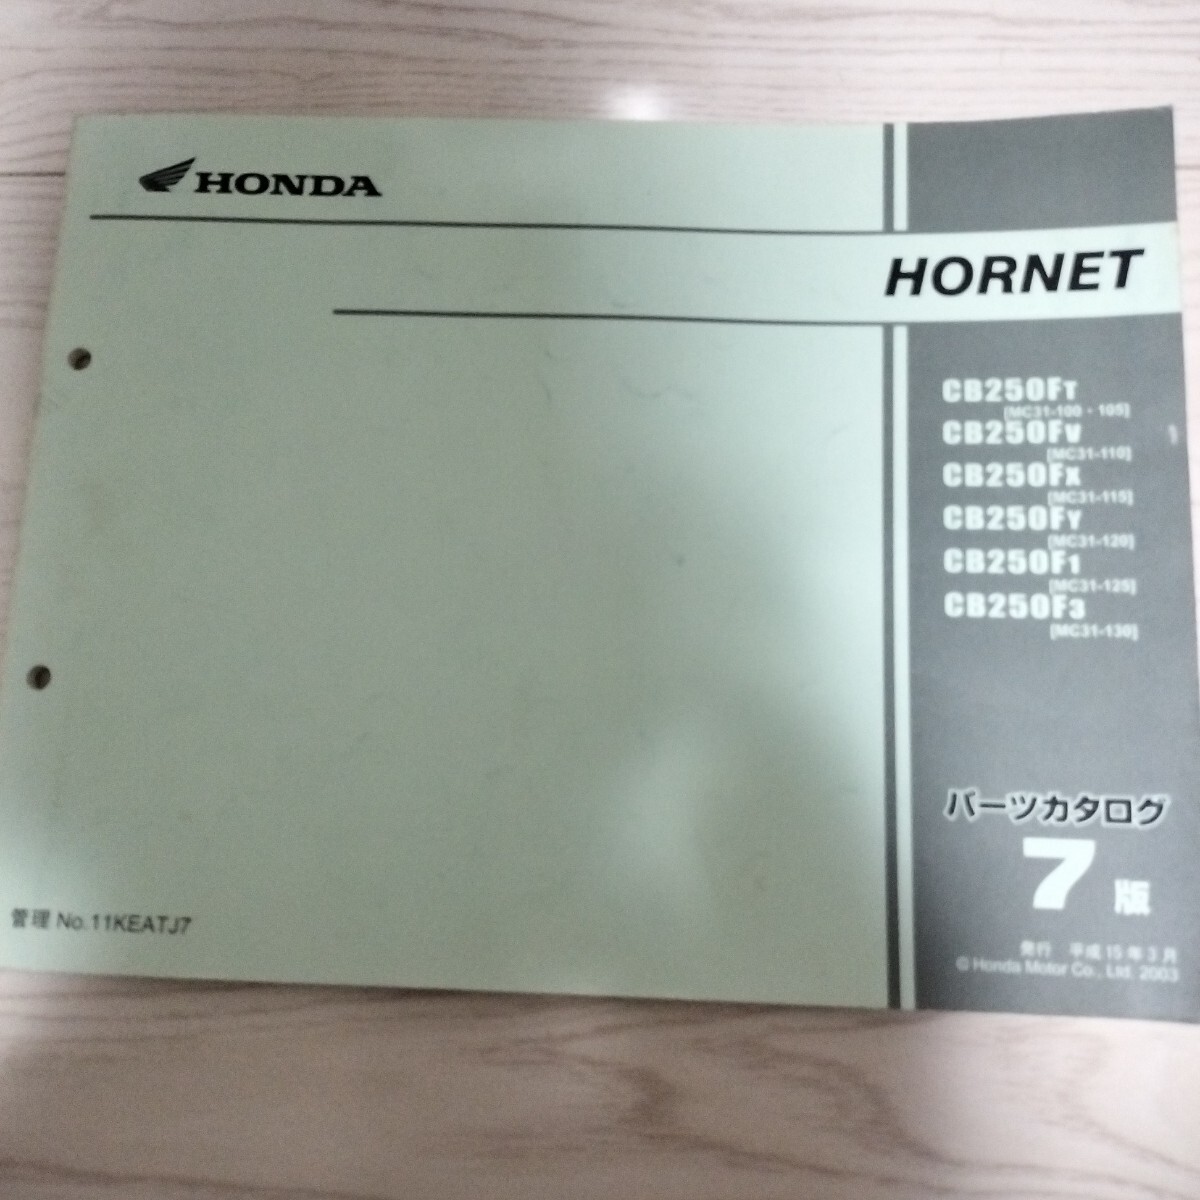 HONDA
HORNET
CB250FT
[MC31-100・105]
CB250FV
[MC31-110]
CB250FX
[MC31-115]
CB250FY
[MC31-120]
CB250F1
[MC31-125]
CB250F3
[MC31-130]
パーツカタログ
7版
管理 No.11KEATJ7
発行 平成15年3月
© Honda Motor Co., Ltd. 2003